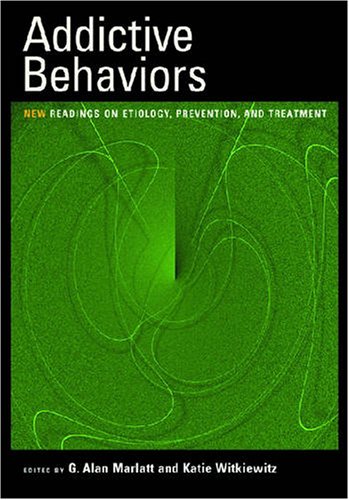 Addictive
Behaviors
NEW READINGS ON ETIOLOGY, PREVENTION, AND TREATMENT
EDITED BY G. Alan Marlatt and Katie Witkiewitz